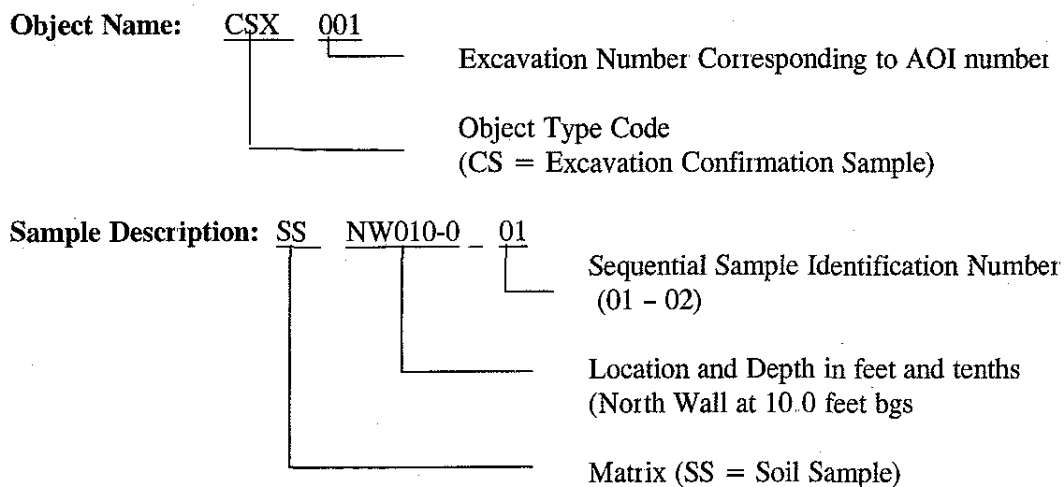 Object Name: CSX 001
Excavation Number Corresponding to AOI number
Object Type Code
(CS = Excavation Confirmation Sample)
Sample Description: SS NW010-0 01
Sequential Sample Identification Number
(01 – 02)
Location and Depth in feet and tenths
(North Wall at 10.0 feet bgs
Matrix (SS = Soil Sample)